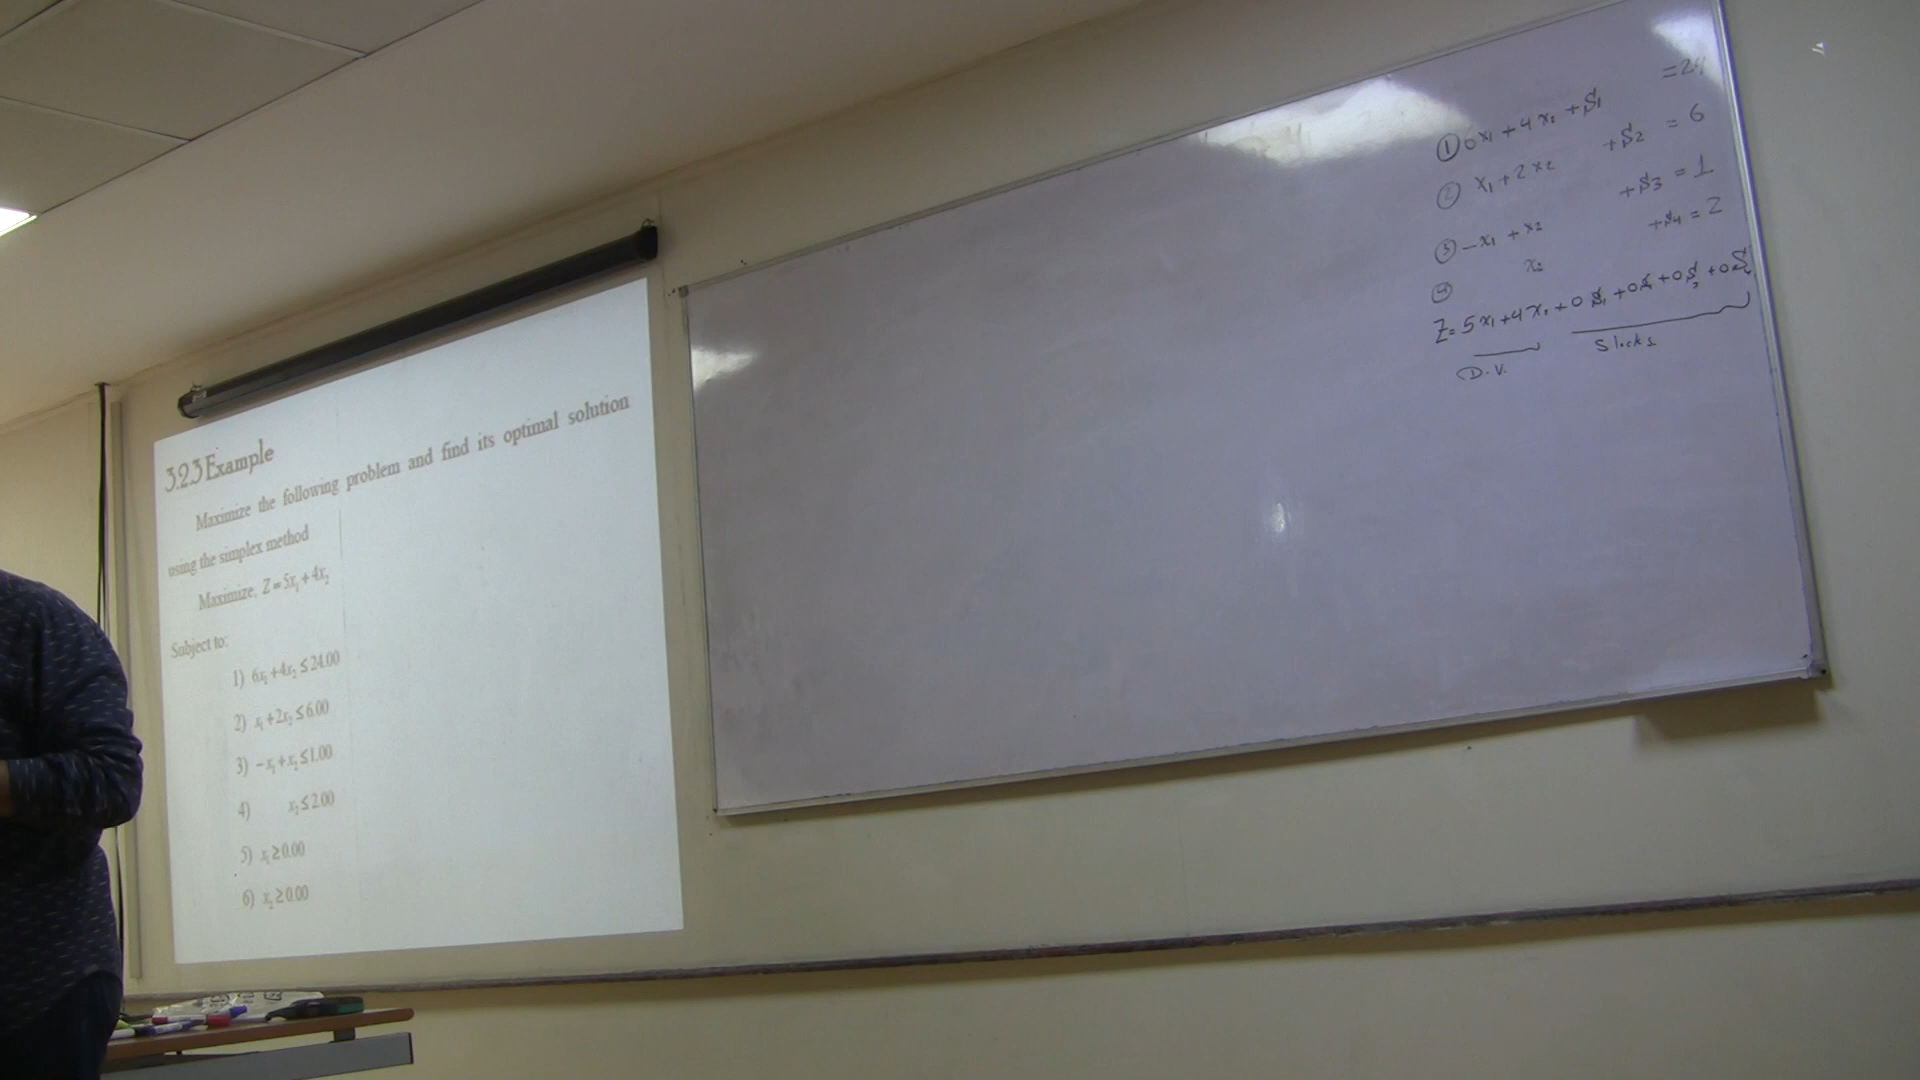 3.2.3 Example
Maximize the following problem and find its optimal solution
using the simplex method
Maximize, Z = 5x₁ + 4x₂
Subject to:
1) 6x₁ + 4x₂ ≤ 24.00
2) x₁ + 2x₂ ≤ 6.00
3) −x₁ + x₂ ≤ 1.00
4) x₂ ≤ 2.00
5) x₁ ≥ 0.00
6) x₂ ≥ 0.00
① 6x₁ + 4x₂ + S₁ = 24
② x₁ + 2x₂ + S₂ = 6
③ −x₁ + x₂ + S₃ = 1
④ x₂ + S₄ = 2
Z = 5x₁ + 4x₂ + 0S₁ + 0S₂ + 0S₃ + 0S₄
D.V. Slacks